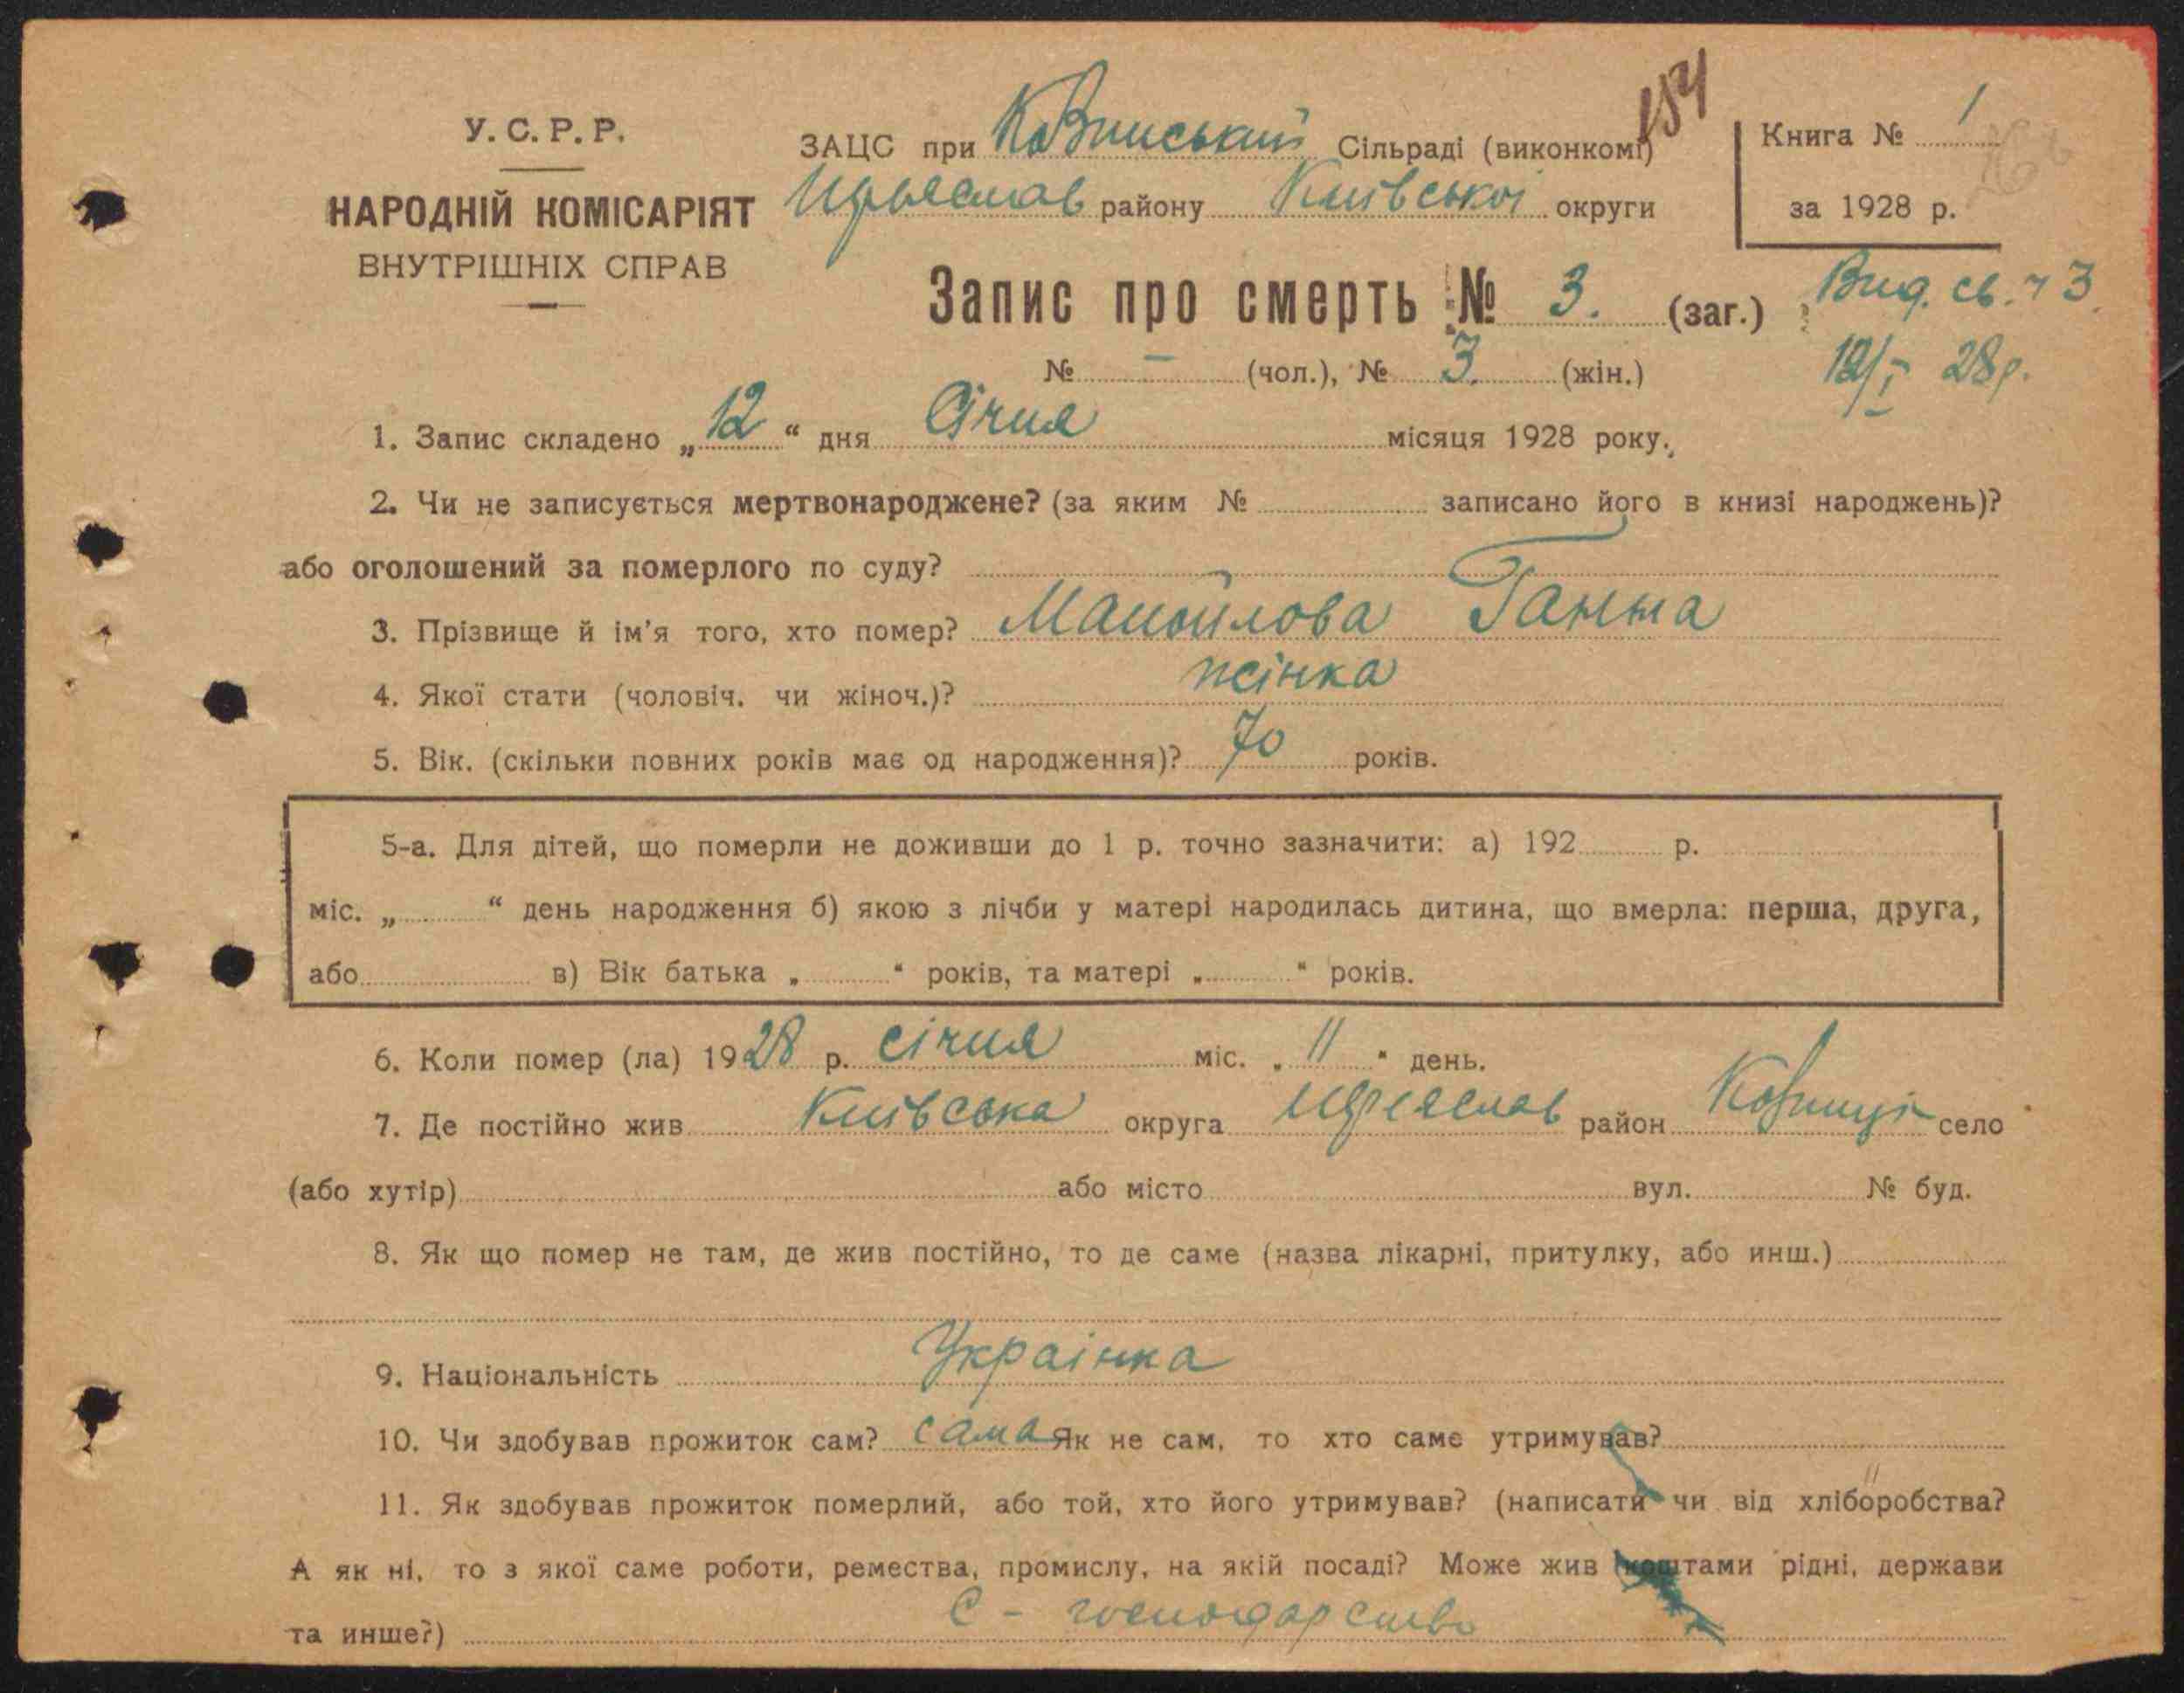 У. С. Р. Р.
НАРОДНІЙ КОМІСАРІЯТ
ВНУТРІШНІХ СПРАВ
ЗАЦС при Ковинський Сільраді (виконкомі)
154
району Київської округи
Книга № 1
за 1928 р.
Запис про смерть № 3. (заг.)
Вид. св. ч 3
№ – (чол.), № 3. (жін.)
12/I 28р.
1. Запис складено „12“ дня Січня місяця 1928 року.
2. Чи не записується мертвонароджене? (за яким № записано його в книзі народжень)?
або оголошений за померлого по суду?
3. Прізвище й ім'я того, хто помер? Манойлова Ганна
4. Якої стати (чоловіч. чи жіноч.)? жінка
5. Вік. (скільки повних років має од народження)? 70 років.
5-а. Для дітей, що померли не доживши до 1 р. точно зазначити: а) 192 р.
міс. „ “ день народження б) якою з лічби у матері народилась дитина, що вмерла: перша, друга,
або в) Вік батька „ “ років, та матері „ “ років.
6. Коли помер (ла) 1928 р. січня міс. „11“ день.
7. Де постійно жив Київська округа район село
(або хутір) або місто вул. № буд.
8. Як що помер не там, де жив постійно, то де саме (назва лікарні, притулку, або инш.)
9. Національність Українка
10. Чи здобував прожиток сам? сама Як не сам, то хто саме утримував?
11. Як здобував прожиток померлий, або той, хто його утримував? (написати чи від хліборобства?
А як ні, то з якої саме роботи, ремества, промислу, на якій посаді? Може жив коштами рідні, держави
та инше?) С – господарство